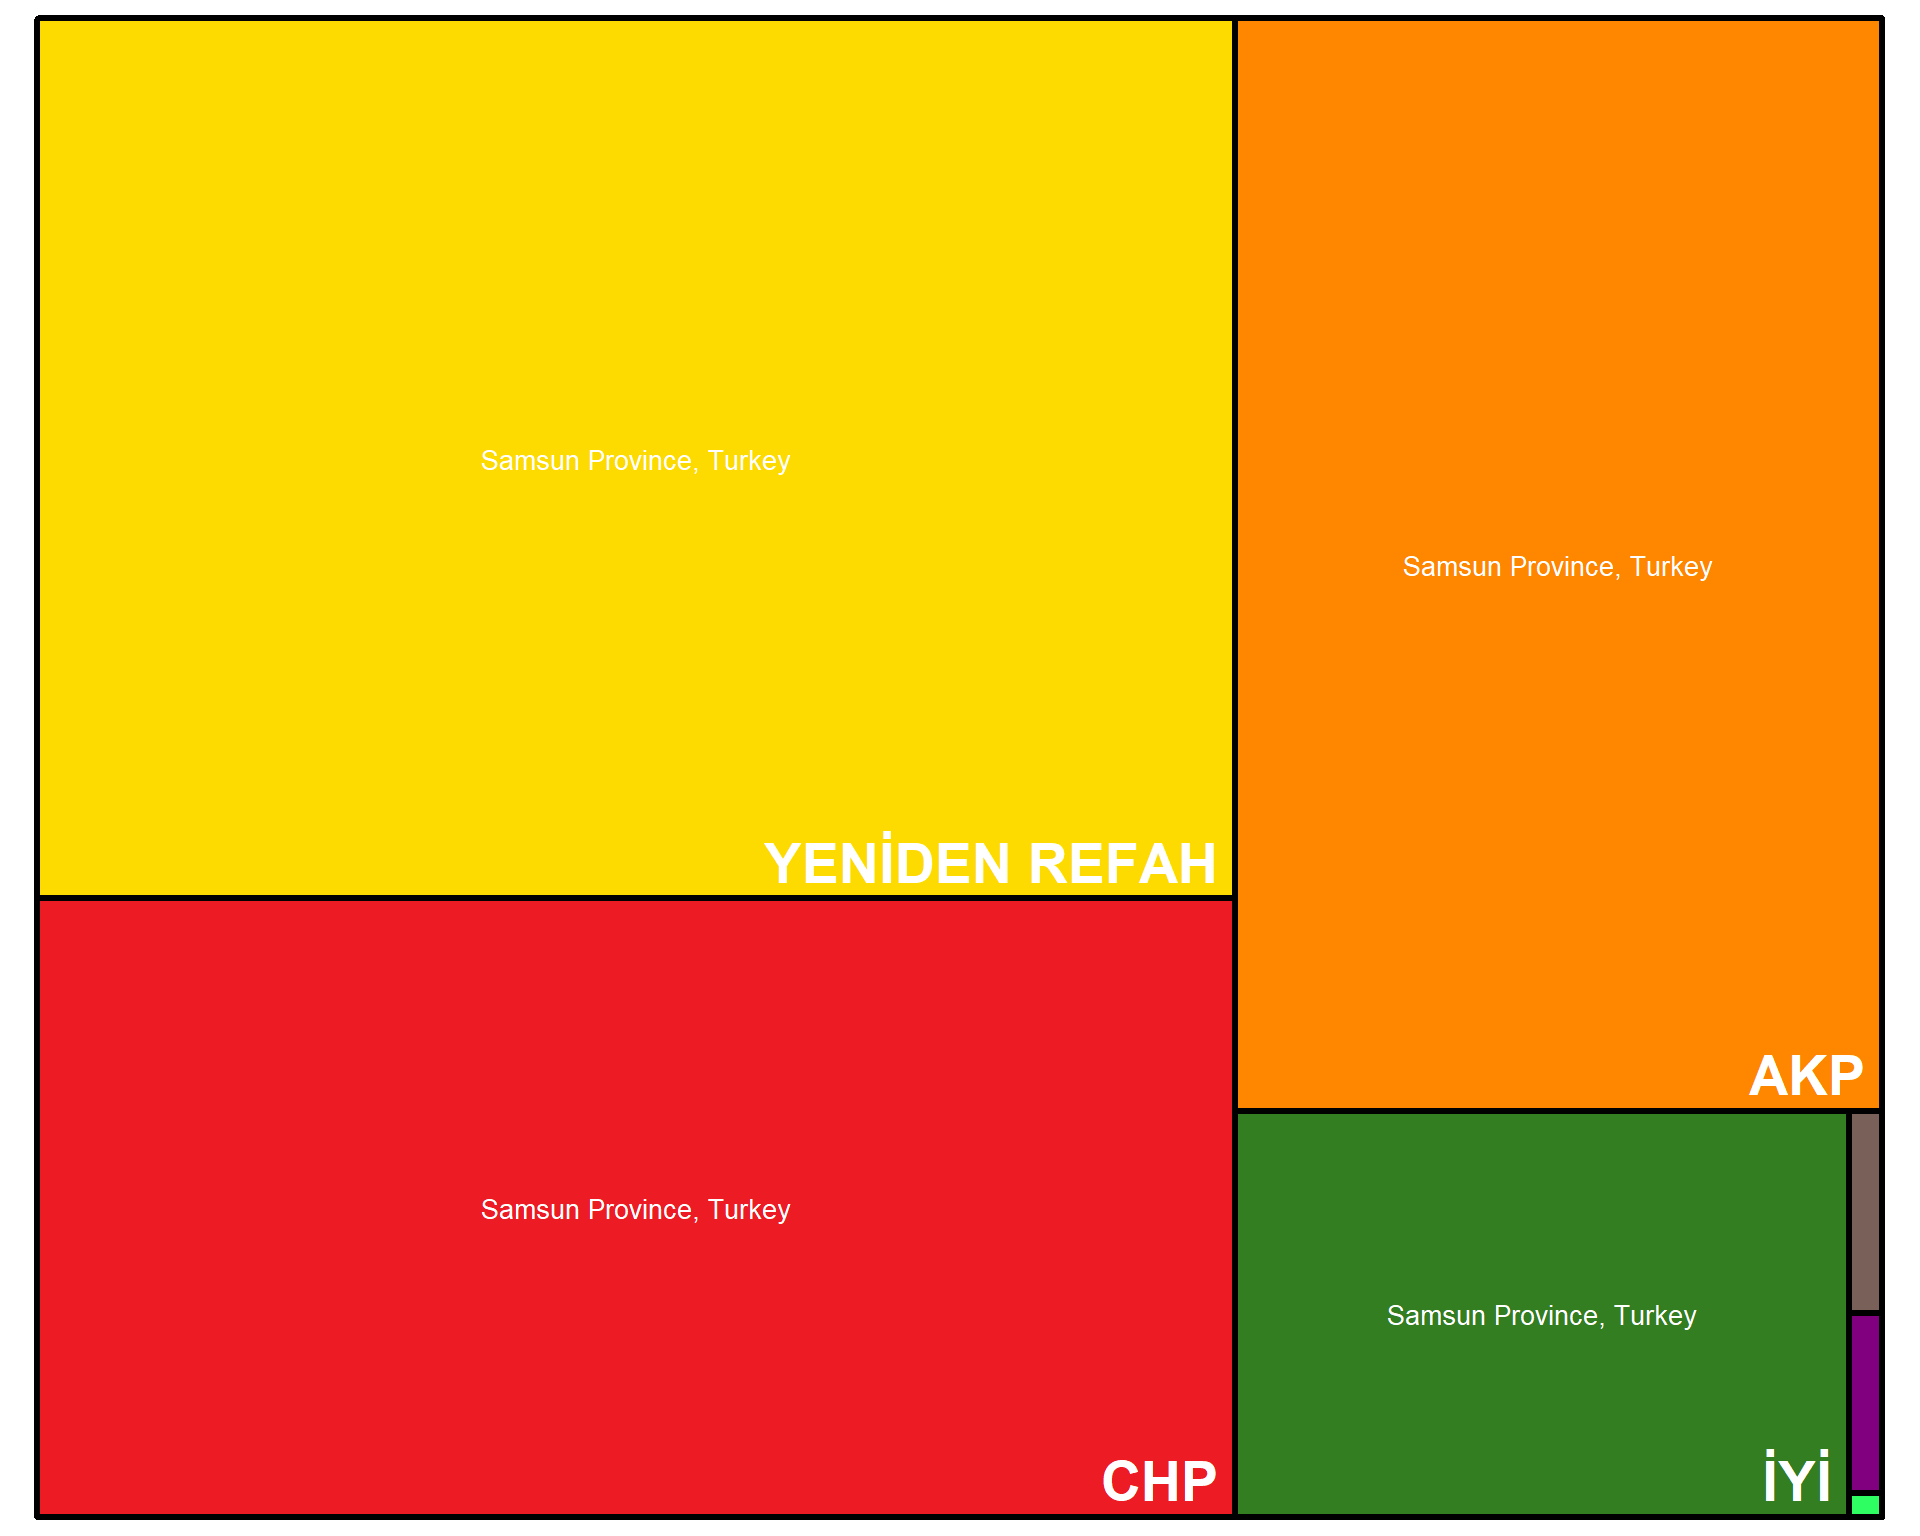 Samsun Province, Turkey
YENİDEN REFAH
Samsun Province, Turkey
AKP
Samsun Province, Turkey
CHP
Samsun Province, Turkey
İYİ